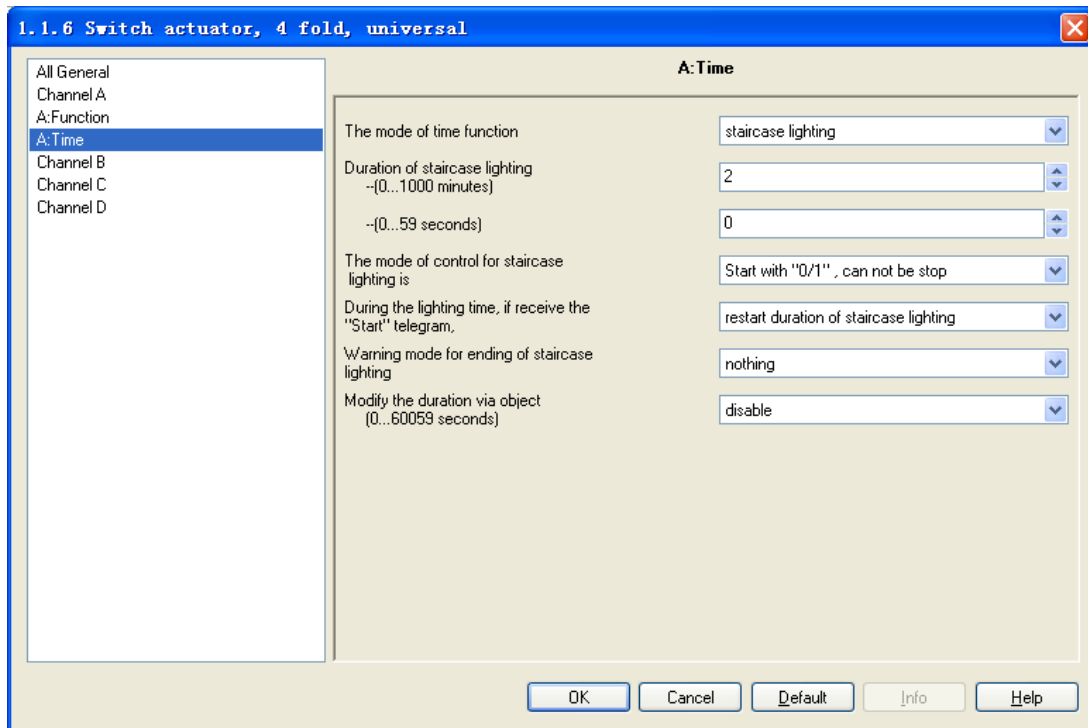 1.1.6 Switch actuator, 4 fold, universal
All General
Channel A
A:Function
A:Time
Channel B
Channel C
Channel D
A:Time
The mode of time function
staircase lighting
Duration of staircase lighting
--(0...1000 minutes)
2
--(0...59 seconds)
0
The mode of control for staircase
lighting is
Start with "0/1" , can not be stop
During the lighting time, if receive the
"Start" telegram,
restart duration of staircase lighting
Warning mode for ending of staircase
lighting
nothing
Modify the duration via object
(0...60059 seconds)
disable
OK
Cancel
Default
Info
Help